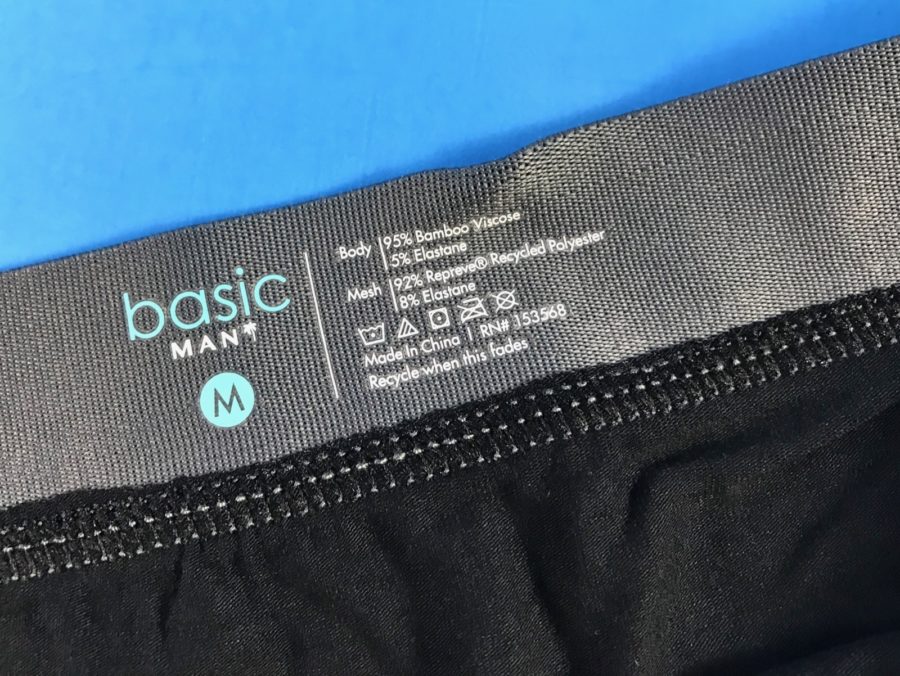 basic
MAN
M
Body 95% Bamboo Viscose
5% Elastane
Mesh 92% Repreve® Recycled Polyester
8% Elastane
Made In China | RN# 153568
Recycle when this fades